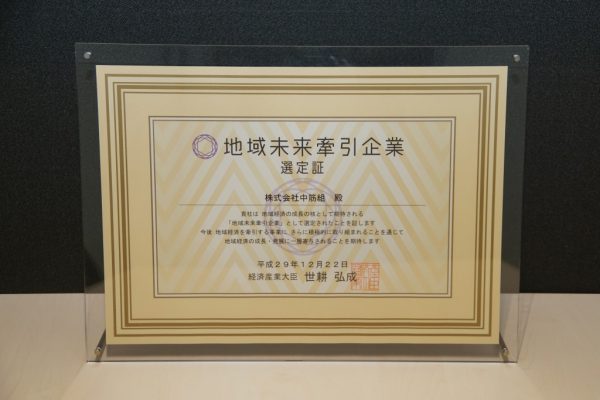 地域未来牽引企業
選定証
株式会社中筋組 殿
貴社は 地域経済の成長の核として期待される
「地域未来牽引企業」として選定されたことを証します
今後 地域経済を牽引する事業に さらに積極的に取り組まれることを通じて
地域経済の成長・発展に一層寄与されることを期待します
平成29年12月22日
経済産業大臣 世耕 弘成